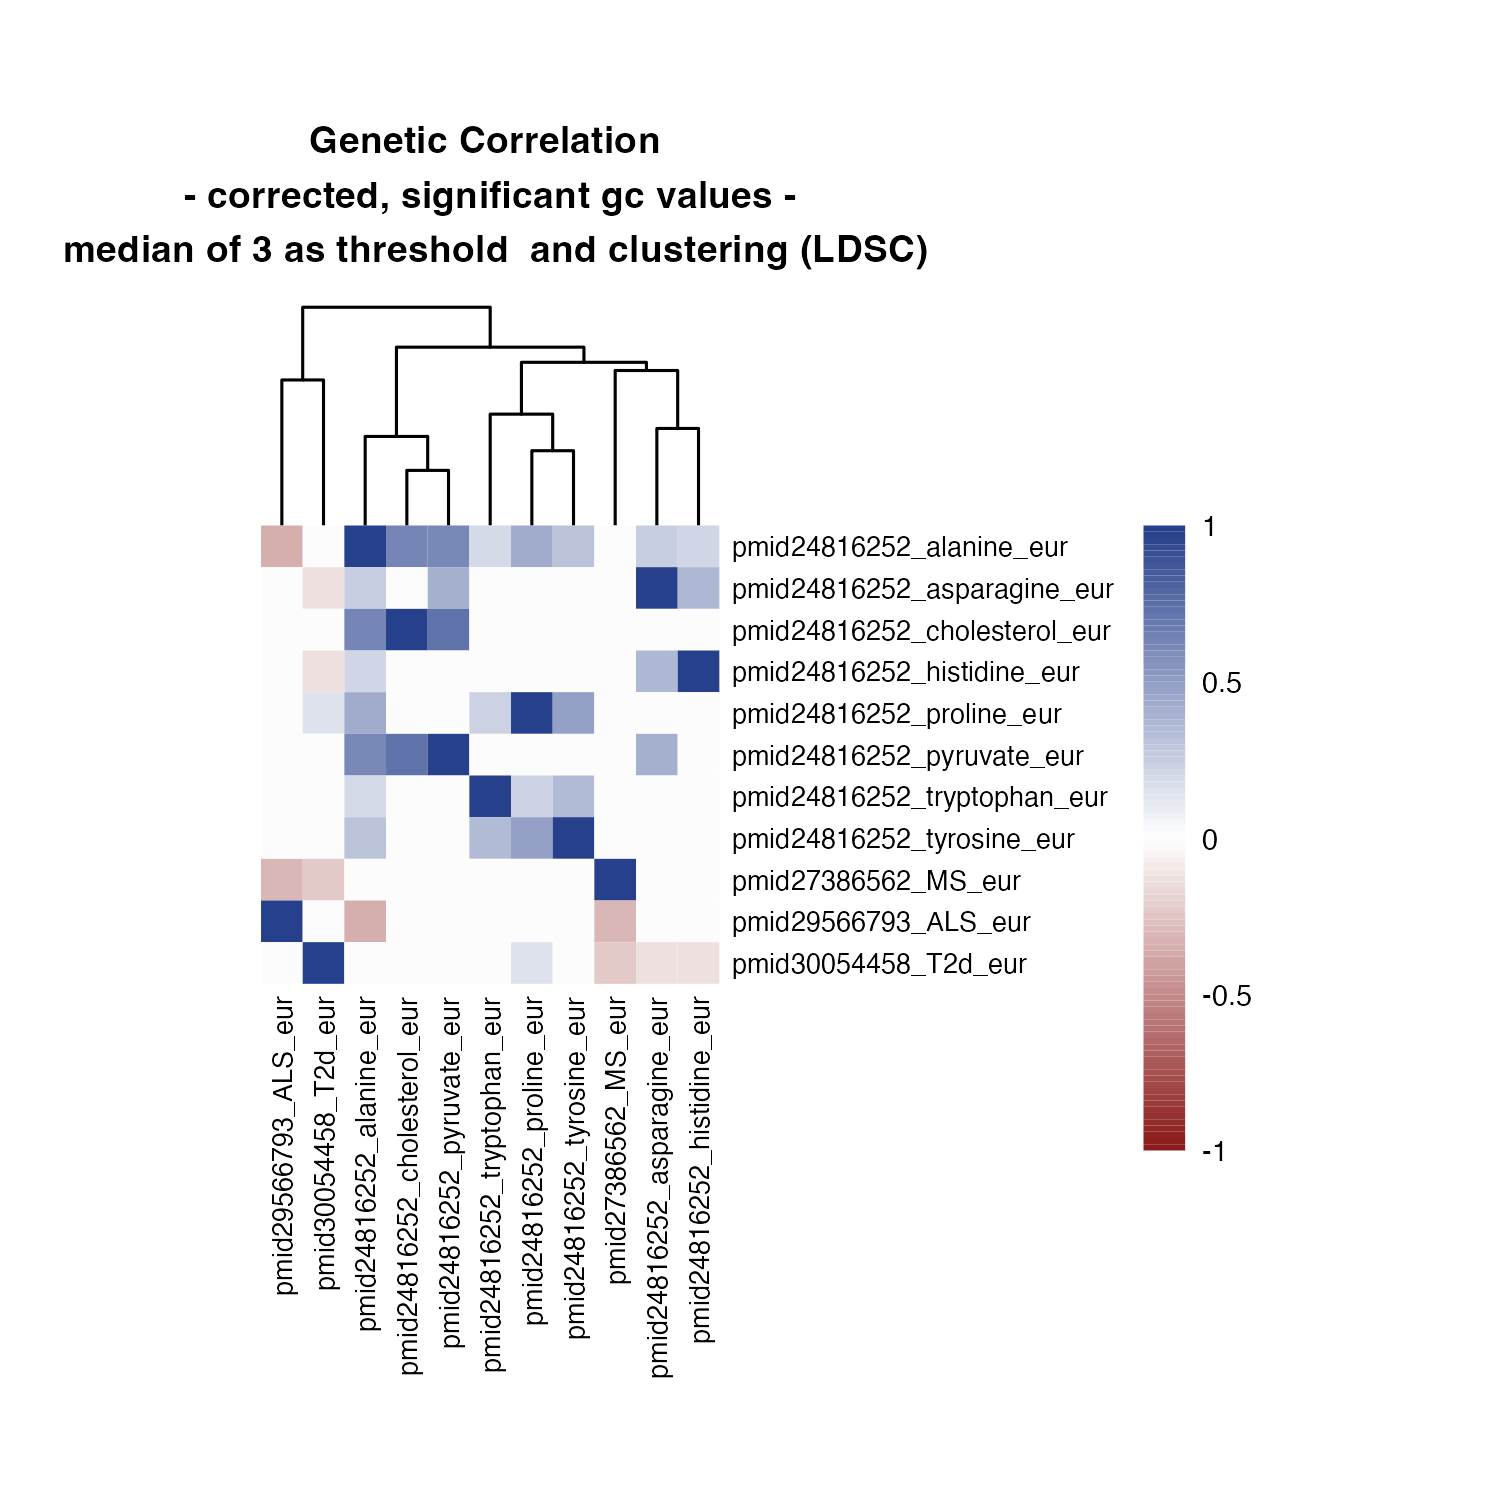 Genetic Correlation
- corrected, significant gc values -
median of 3 as threshold  and clustering (LDSC)
pmid24816252_alanine_eur
pmid24816252_asparagine_eur
pmid24816252_cholesterol_eur
pmid24816252_histidine_eur
pmid24816252_proline_eur
pmid24816252_pyruvate_eur
pmid24816252_tryptophan_eur
pmid24816252_tyrosine_eur
pmid27386562_MS_eur
pmid29566793_ALS_eur
pmid30054458_T2d_eur
1
0.5
0
-0.5
-1
pmid29566793_ALS_eur
pmid30054458_T2d_eur
pmid24816252_alanine_eur
pmid24816252_cholesterol_eur
pmid24816252_pyruvate_eur
pmid24816252_tryptophan_eur
pmid24816252_proline_eur
pmid24816252_tyrosine_eur
pmid27386562_MS_eur
pmid24816252_asparagine_eur
pmid24816252_histidine_eur